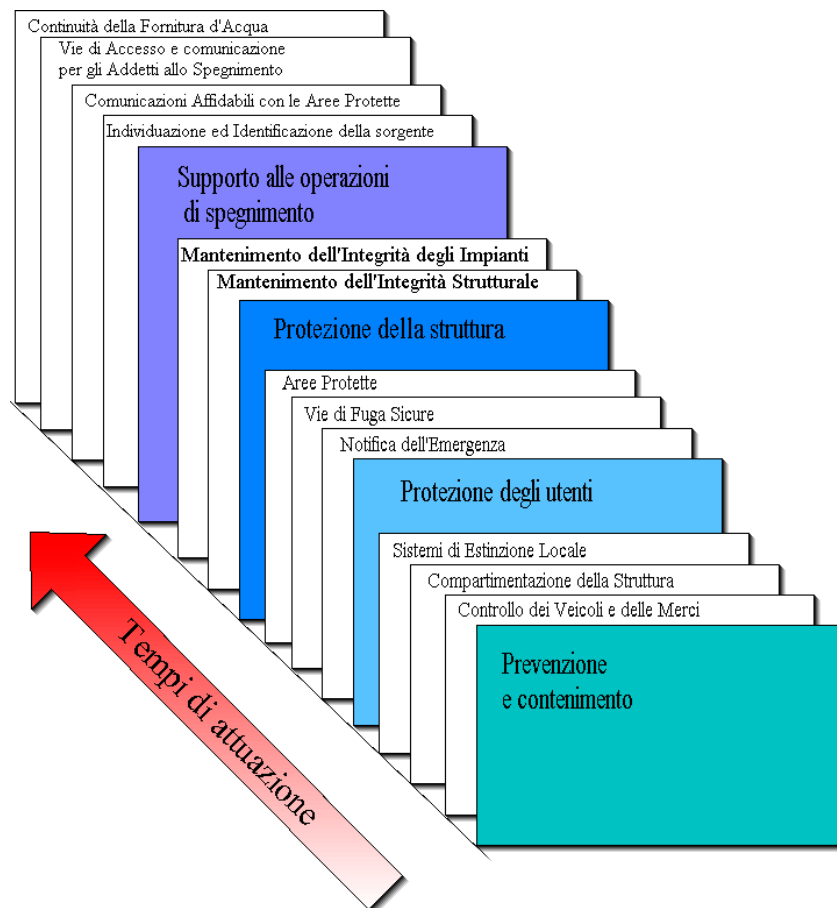 Continuità della Fornitura d'Acqua
Vie di Accesso e comunicazione
per gli Addetti allo Spegnimento
Comunicazioni Affidabili con le Aree Protette
Individuazione ed Identificazione della sorgente
Supporto alle operazioni
di spegnimento
Mantenimento dell'Integrità degli Impianti
Mantenimento dell'Integrità Strutturale
Protezione della struttura
Aree Protette
Vie di Fuga Sicure
Notifica dell'Emergenza
Protezione degli utenti
Sistemi di Estinzione Locale
Compartimentazione della Struttura
Controllo dei Veicoli e delle Merci
Prevenzione
e contenimento
Tempi di attuazione